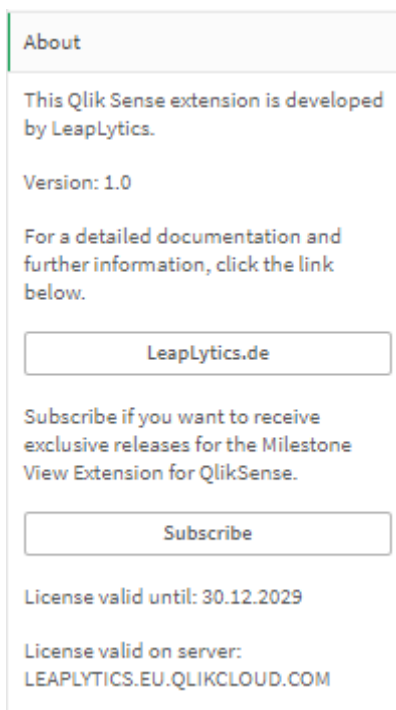 About
This Qlik Sense extension is developed
by LeapLytics.
Version: 1.0
For a detailed documentation and
further information, click the link
below.
LeapLytics.de
Subscribe if you want to receive
exclusive releases for the Milestone
View Extension for QlikSense.
Subscribe
License valid until: 30.12.2029
License valid on server:
LEAPLYTICS.EU.QLIKCLOUD.COM